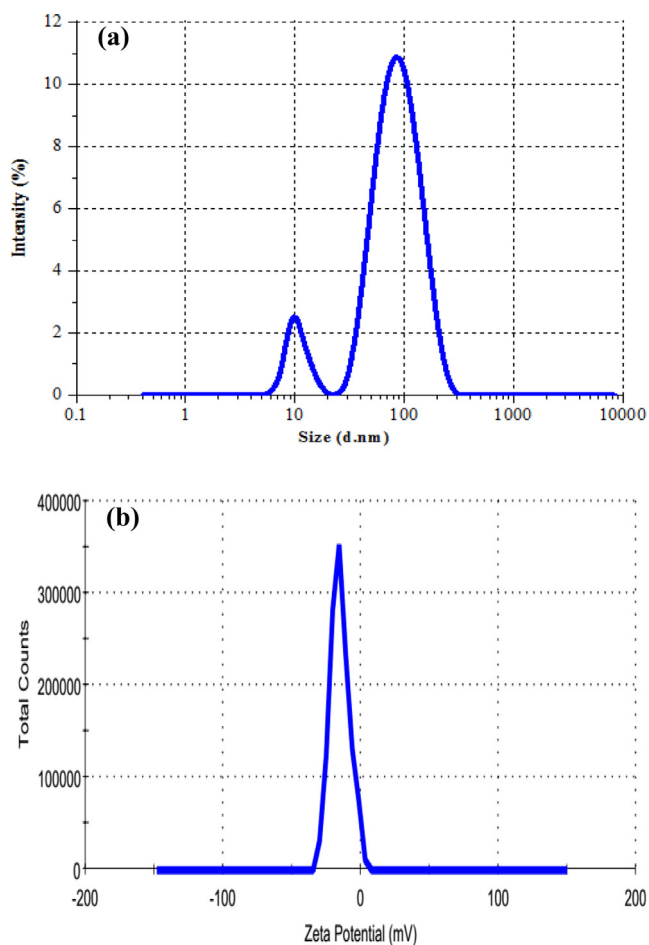 (a)
12
10
8
6
4
2
0
Intensity (%)
0.1 1 10 100 1000 10000
Size (d.nm)
(b)
400000
300000
200000
100000
0
Total Counts
-200 -100 0 100 200
Zeta Potential (mV)